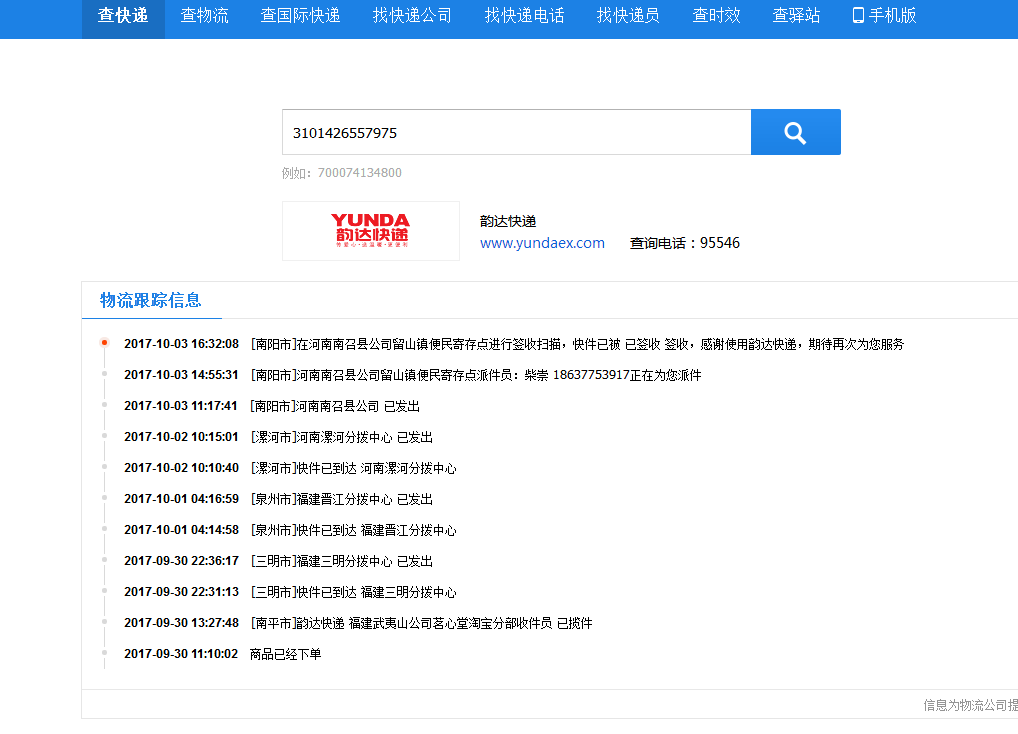 查快递 查物流 查国际快递 找快递公司 找快递电话 找快递员 查时效 查驿站 手机版
3101426557975
例如：700074134800
YUNDA
韵达快递
韵达快递
www.yundaex.com 查询电话：95546
物流跟踪信息
2017-10-03 16:32:08 [南阳市]在河南南召县公司留山镇便民寄存点进行签收扫描，快件已被 已签收 签收，感谢使用韵达快递，期待再次为您服务
2017-10-03 14:55:31 [南阳市]河南南召县公司留山镇便民寄存点派件员：柴崇 18637753917正在为您派件
2017-10-03 11:17:41 [南阳市]河南南召县公司 已发出
2017-10-02 10:15:01 [漯河市]河南漯河分拨中心 已发出
2017-10-02 10:10:40 [漯河市]快件已到达 河南漯河分拨中心
2017-10-01 04:16:59 [泉州市]福建晋江分拨中心 已发出
2017-10-01 04:14:58 [泉州市]快件已到达 福建晋江分拨中心
2017-09-30 22:36:17 [三明市]福建三明分拨中心 已发出
2017-09-30 22:31:13 [三明市]快件已到达 福建三明分拨中心
2017-09-30 13:27:48 [南平市]韵达快递 福建武夷山公司茗心堂淘宝分部收件员 已揽件
2017-09-30 11:10:02 商品已经下单
信息为物流公司提